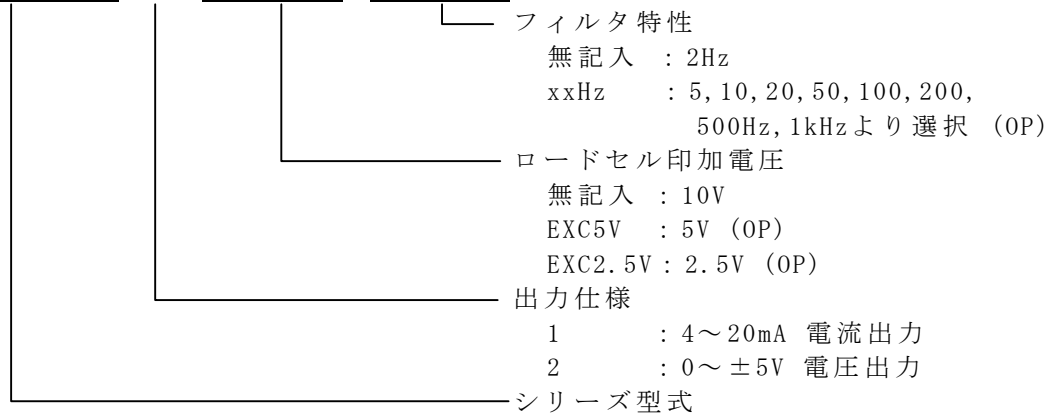 フィルタ特性
無記入 : 2Hz
xxHz : 5,10,20,50,100,200,
500Hz,1kHzより選択 (OP)
ロードセル印加電圧
無記入 : 10V
EXC5V : 5V (OP)
EXC2.5V : 2.5V (OP)
出力仕様
1 : 4～20mA 電流出力
2 : 0～±5V 電圧出力
シリーズ型式